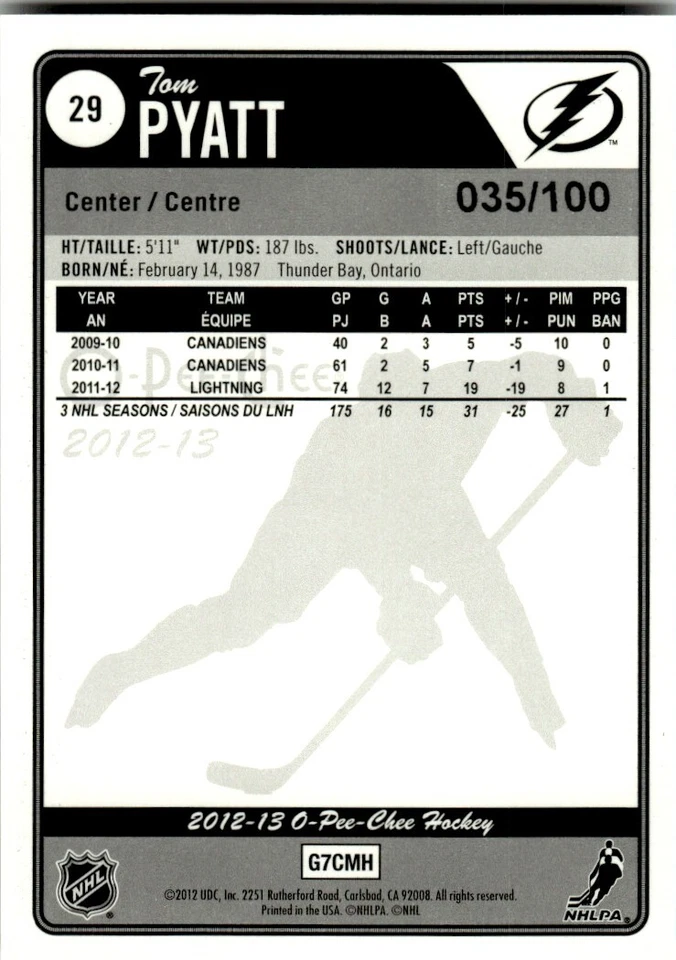 29
Tom
PYATT
TM
Center / Centre 035/100
HT/TAILLE: 5'11" WT/PDS: 187 lbs. SHOOTS/LANCE: Left/Gauche
BORN/NÉ: February 14, 1987 Thunder Bay, Ontario
YEAR TEAM GP G A PTS +/- PIM PPG
AN ÉQUIPE PJ B A PTS +/- PUN BAN
2009-10 CANADIENS 40 2 3 5 -5 10 0
2010-11 CANADIENS 61 2 5 7 -1 9 0
2011-12 LIGHTNING 74 12 7 19 -19 8 1
3 NHL SEASONS / SAISONS DU LNH 175 16 15 31 -25 27 1
O-Pee-Chee
2012-13
2012-13 O-Pee-Chee Hockey
G7CMH
NHL
®
©2012 UDC, Inc. 2251 Rutherford Road, Carlsbad, CA 92008. All rights reserved.
Printed in the USA. ©NHLPA. ©NHL
NHLPA®